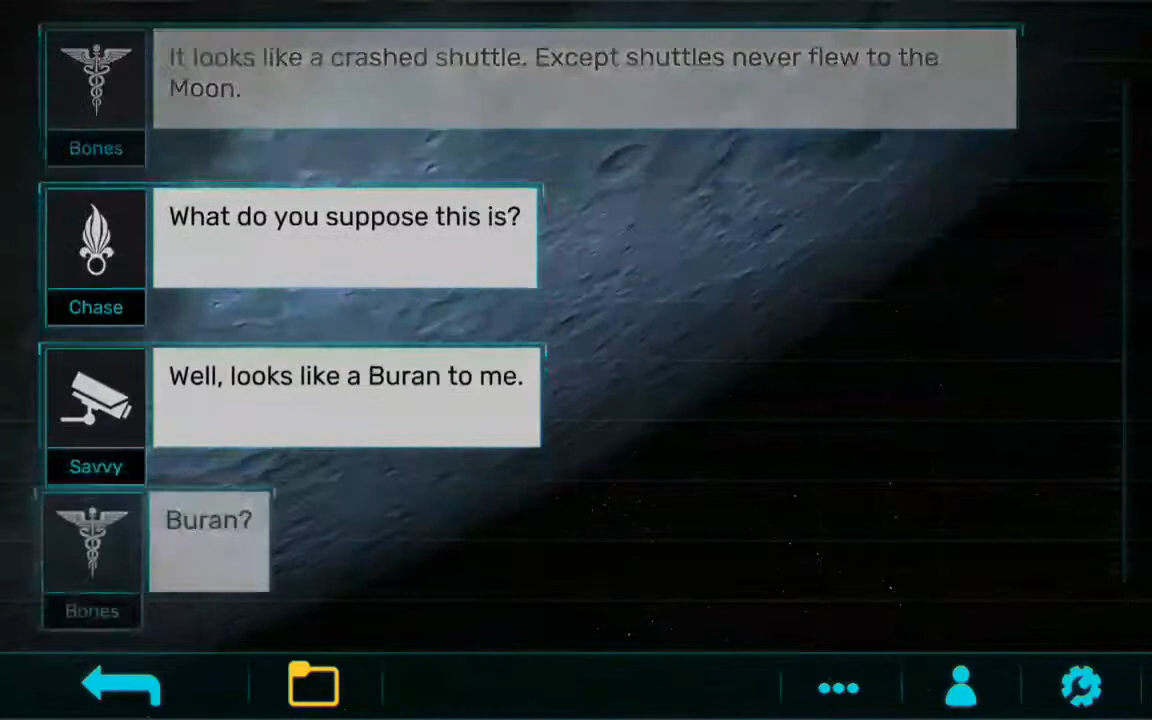 It looks like a crashed shuttle. Except shuttles never flew to the
Moon.
Bones
What do you suppose this is?
Chase
Well, looks like a Buran to me.
Savvy
Buran?
Bones